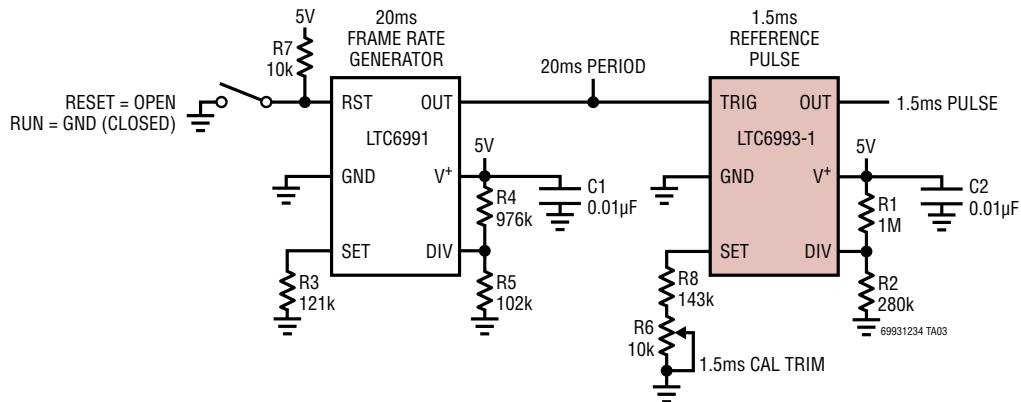 20ms
FRAME RATE
GENERATOR
1.5ms
REFERENCE
PULSE
5V
R7
10k
20ms PERIOD
RESET = OPEN
RUN = GND (CLOSED)
RST
OUT
LTC6991
GND
V+
SET
DIV
5V
R4
976k
C1
0.01µF
R3
121k
R5
102k
TRIG
OUT
1.5ms PULSE
LTC6993-1
GND
V+
SET
DIV
5V
R1
1M
C2
0.01µF
R8
143k
R2
280k
R6
10k
1.5ms CAL TRIM
69931234 TA03